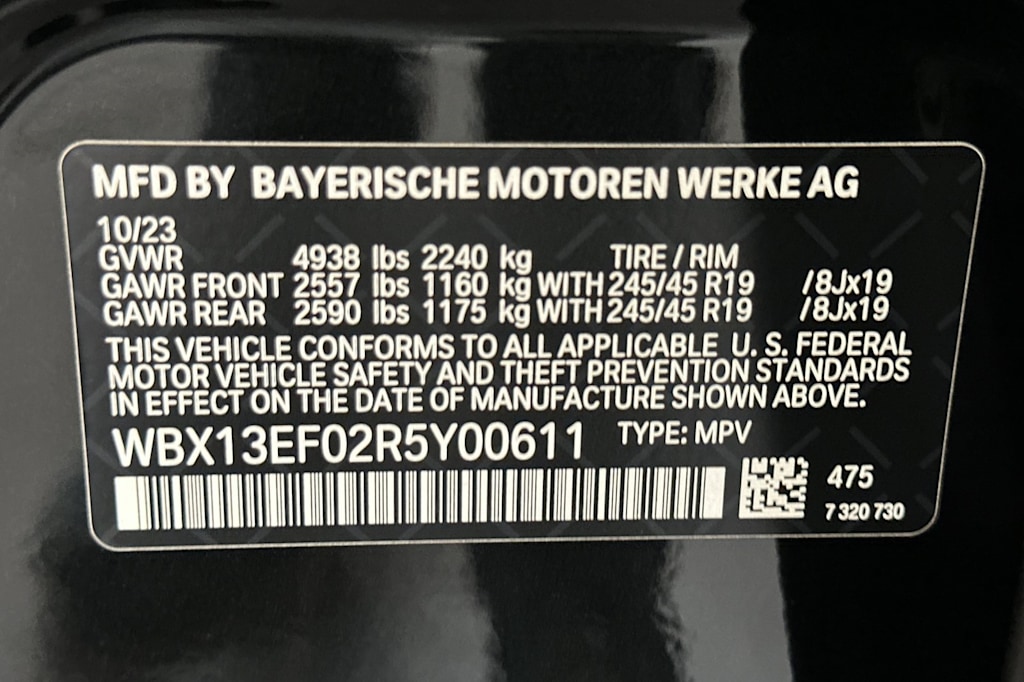 MFD BY BAYERISCHE MOTOREN WERKE AG
10/23
GVWR 4938 lbs 2240 kg TIRE / RIM
GAWR FRONT 2557 lbs 1160 kg WITH 245/45 R19 /8Jx19
GAWR REAR 2590 lbs 1175 kg WITH 245/45 R19 /8Jx19
THIS VEHICLE CONFORMS TO ALL APPLICABLE U. S. FEDERAL
MOTOR VEHICLE SAFETY AND THEFT PREVENTION STANDARDS
IN EFFECT ON THE DATE OF MANUFACTURE SHOWN ABOVE.
WBX13EF02R5Y00611 TYPE: MPV
475
7 320 730